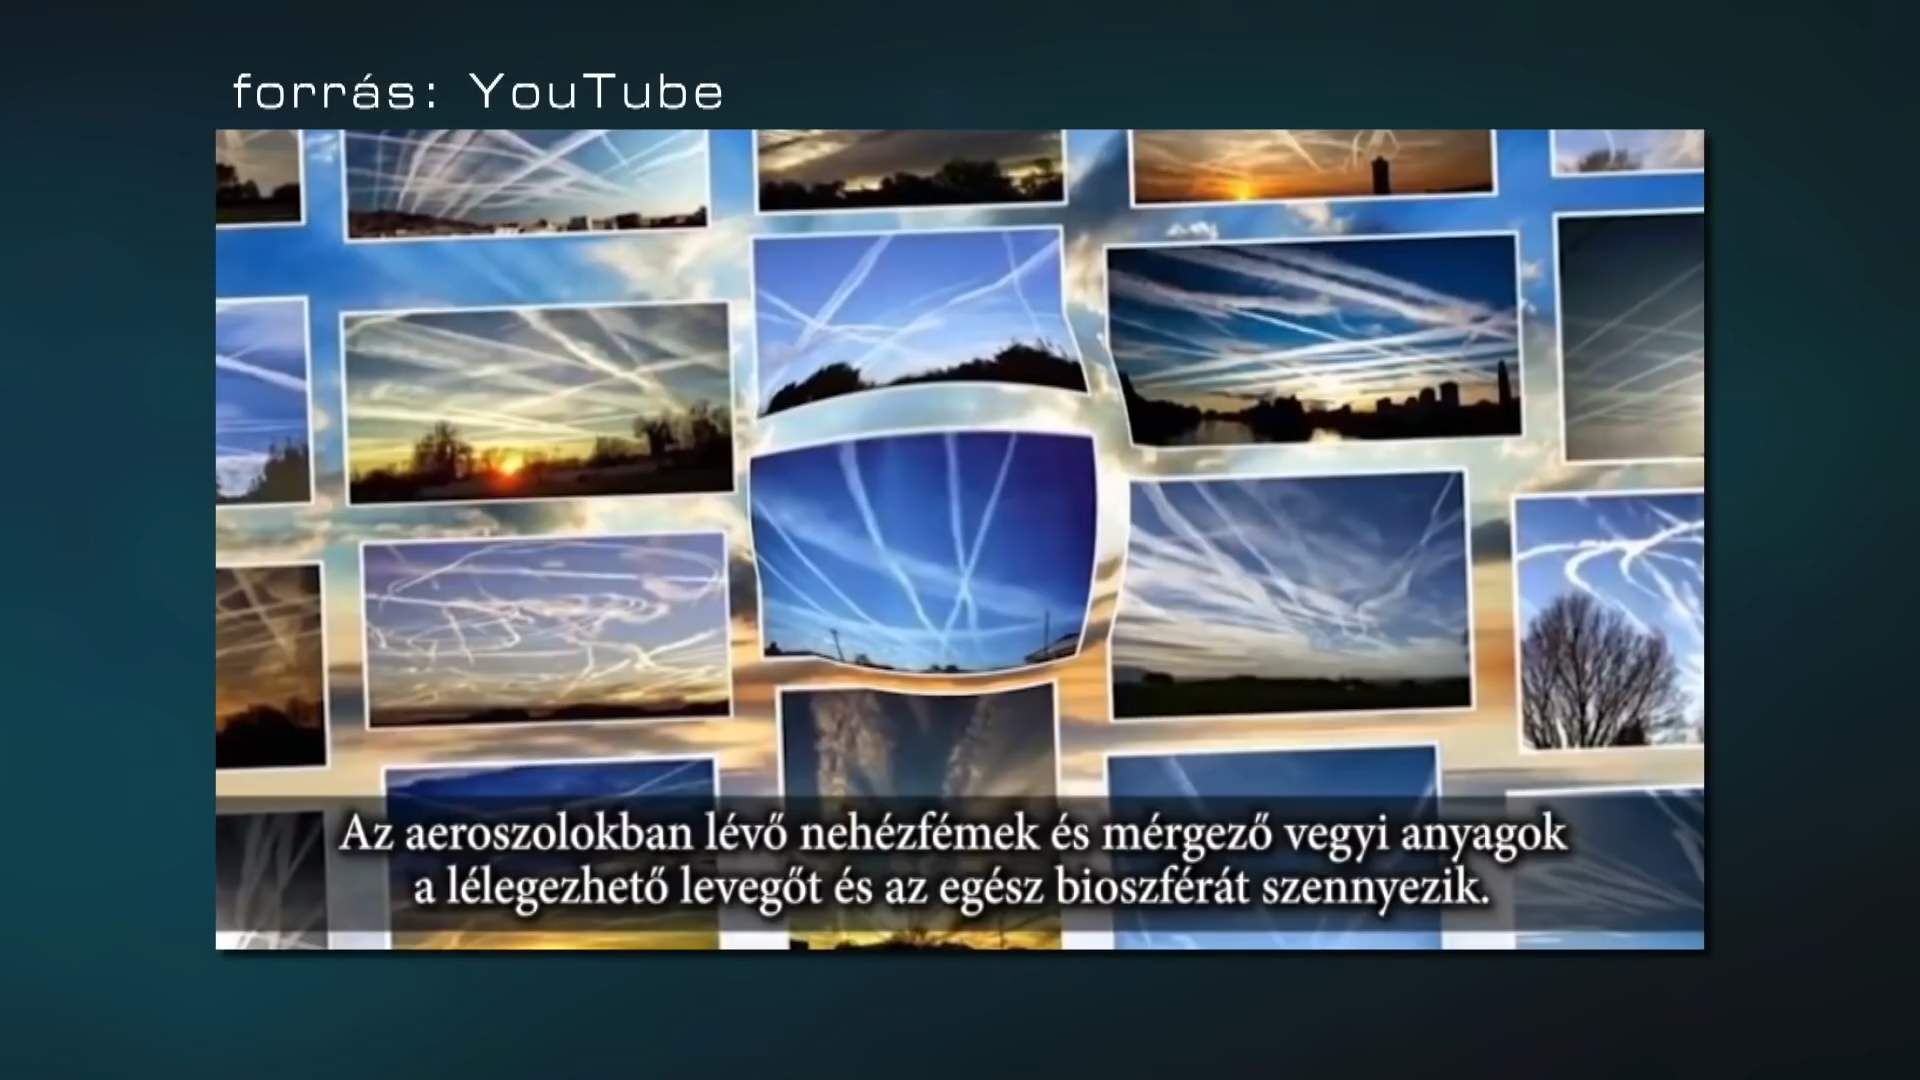 forrás: YouTube
Az aeroszolokban lévő nehézfémek és mérgező vegyi anyagok
a lélegezhető levegőt és az egész bioszférát szennyezik.